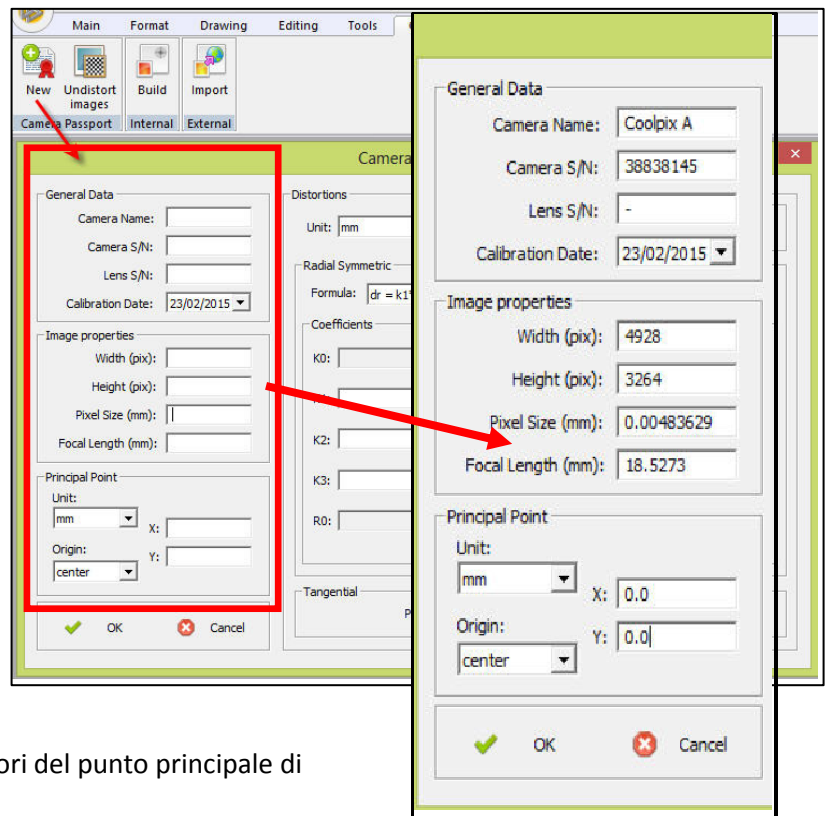 Main Format Drawing Editing Tools
New Undistort images Build Import
Camera Passport Internal External
Camera
General Data
Camera Name:
Camera S/N:
Lens S/N:
Calibration Date: 23/02/2015
Image properties
Width (pix):
Height (pix):
Pixel Size (mm):
Focal Length (mm):
Principal Point
Unit:
mm X:
Origin:
center Y:
OK Cancel
Distortions
Unit: mm
Radial Symmetric
Formula: dr = k1*
Coefficients
K0:
K2:
K3:
R0:
Tangential
P
General Data
Camera Name: Coolpix A
Camera S/N: 38838145
Lens S/N: -
Calibration Date: 23/02/2015
Image properties
Width (pix): 4928
Height (pix): 3264
Pixel Size (mm): 0.00483629
Focal Length (mm): 18.5273
Principal Point
Unit:
mm X: 0.0
Origin:
center Y: 0.0
OK Cancel
ori del punto principale di